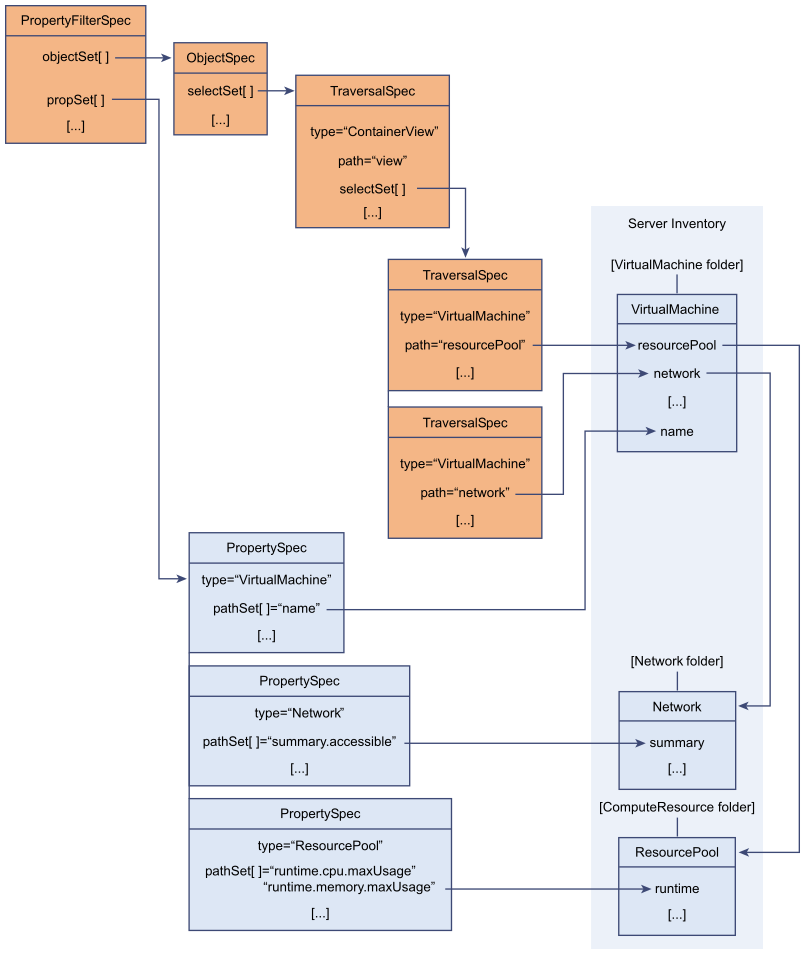 PropertyFilterSpec
objectSet[ ]
propSet[ ]
[...]
ObjectSpec
selectSet[ ]
[...]
TraversalSpec
type=“ContainerView”
path=“view”
selectSet[ ]
[...]
TraversalSpec
type=“VirtualMachine”
path=“resourcePool”
[...]
TraversalSpec
type=“VirtualMachine”
path=“network”
[...]
Server Inventory
[VirtualMachine folder]
VirtualMachine
resourcePool
network
[...]
name
PropertySpec
type=“VirtualMachine”
pathSet[ ]=“name”
[...]
PropertySpec
type=“Network”
pathSet[ ]=“summary.accessible”
[...]
[Network folder]
Network
summary
[...]
PropertySpec
type=“ResourcePool”
pathSet[ ]=“runtime.cpu.maxUsage”
“runtime.memory.maxUsage”
[...]
[ComputeResource folder]
ResourcePool
runtime
[...]